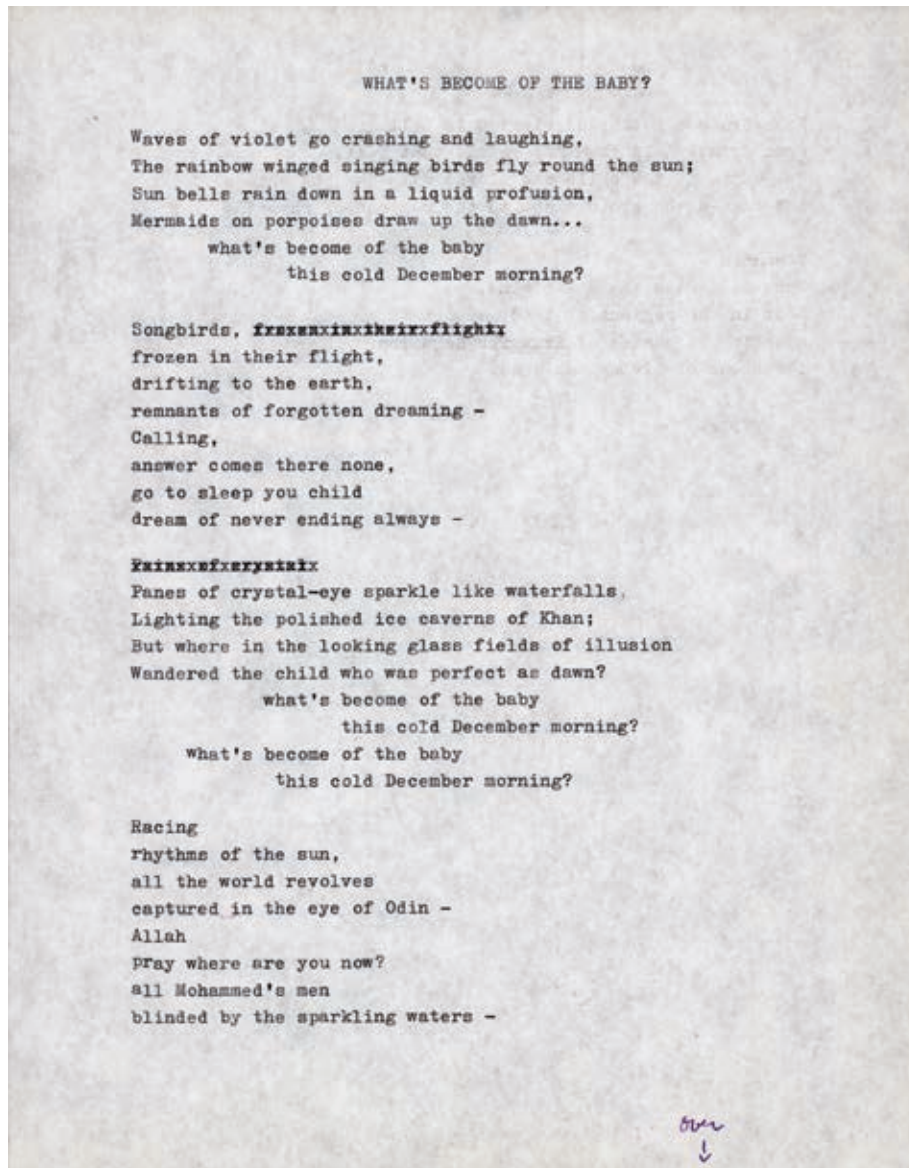 WHAT'S BECOME OF THE BABY?
Waves of violet go crashing and laughing,
The rainbow winged singing birds fly round the sun;
Sun bells rain down in a liquid profusion,
Mermaids on porpoises draw up the dawn...
what's become of the baby
this cold December morning?
Songbirds,
frozen in their flight,
drifting to the earth,
remnants of forgotten dreaming -
Calling,
answer comes there none,
go to sleep you child
dream of never ending always -
Panes of crystal-eye sparkle like waterfalls,
Lighting the polished ice caverns of Khan;
But where in the looking glass fields of illusion
Wandered the child who was perfect as dawn?
what's become of the baby
this cold December morning?
what's become of the baby
this cold December morning?
Racing
rhythms of the sun,
all the world revolves
captured in the eye of Odin -
Allah
pray where are you now?
all Mohammed's men
blinded by the sparkling waters -
over